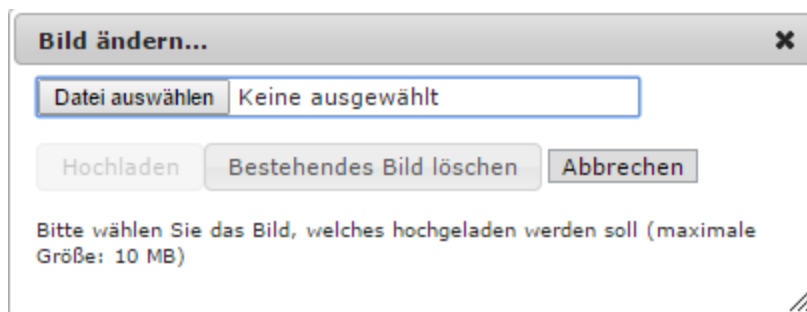 Bild ändern...
Datei auswählen Keine ausgewählt
Hochladen Bestehendes Bild löschen Abbrechen
Bitte wählen Sie das Bild, welches hochgeladen werden soll (maximale
Größe: 10 MB)